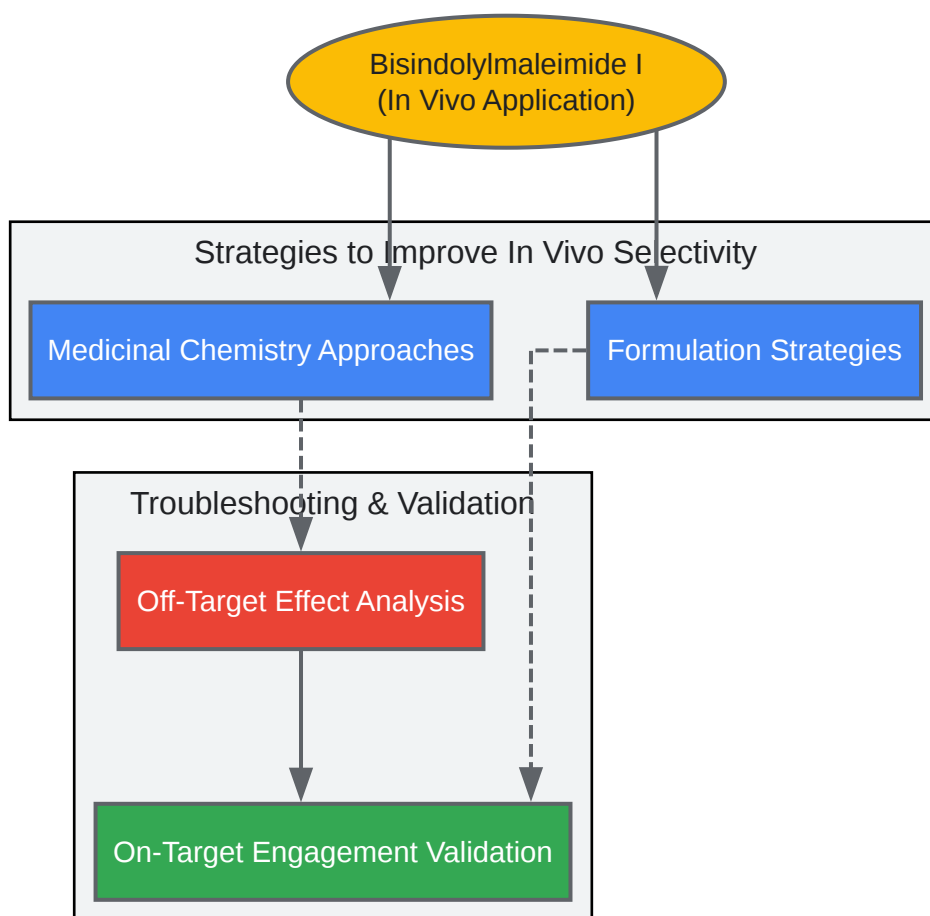 Bisindolylmaleimide I
(In Vivo Application)
Strategies to Improve In Vivo Selectivity
Medicinal Chemistry Approaches
Formulation Strategies
Troubleshooting & Validation
Off-Target Effect Analysis
On-Target Engagement Validation